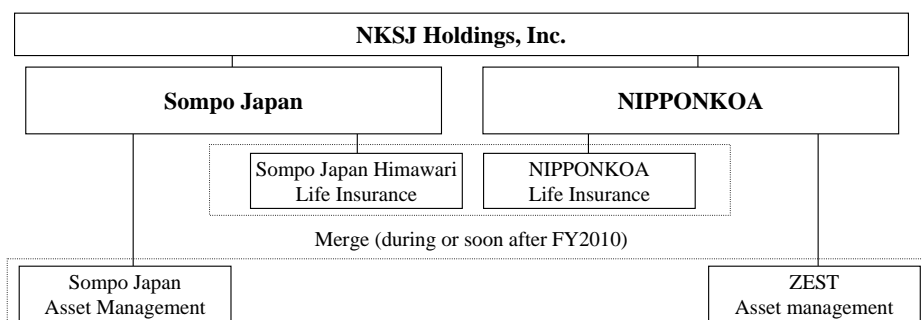 NKSJ Holdings, Inc.
Sompo Japan
NIPPONKOA
Sompo Japan Himawari
Life Insurance
NIPPONKOA
Life Insurance
Merge (during or soon after FY2010)
Sompo Japan
Asset Management
ZEST
Asset management